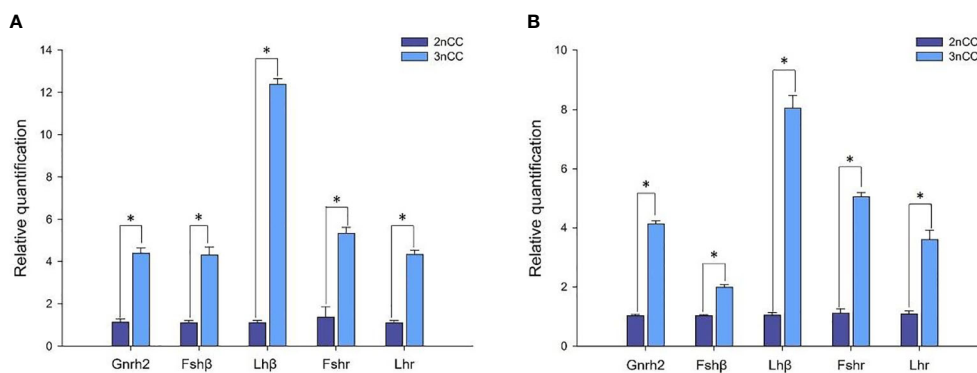 A
2nCC
3nCC
14
12
10
8
6
4
2
0
Relative quantification
*
*
*
*
*
Gnrh2 Fshβ Lhβ Fshr Lhr
B
2nCC
3nCC
10
8
6
4
2
0
Relative quantification
*
*
*
*
*
Gnrh2 Fshβ Lhβ Fshr Lhr